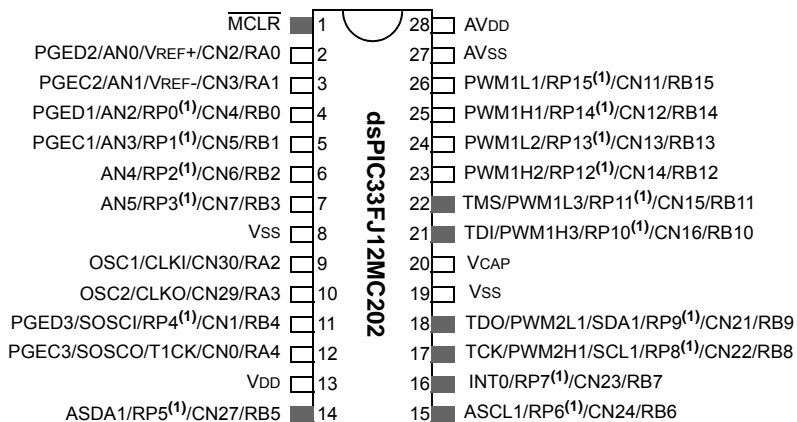 MCLR 1 28 AVDD
PGED2/AN0/VREF+/CN2/RA0 2 27 AVSS
PGEC2/AN1/VREF-/CN3/RA1 3 26 PWM1L1/RP15(1)/CN11/RB15
PGED1/AN2/RP0(1)/CN4/RB0 4 25 PWM1H1/RP14(1)/CN12/RB14
PGEC1/AN3/RP1(1)/CN5/RB1 5 24 PWM1L2/RP13(1)/CN13/RB13
AN4/RP2(1)/CN6/RB2 6 23 PWM1H2/RP12(1)/CN14/RB12
AN5/RP3(1)/CN7/RB3 7 22 TMS/PWM1L3/RP11(1)/CN15/RB11
VSS 8 21 TDI/PWM1H3/RP10(1)/CN16/RB10
OSC1/CLKI/CN30/RA2 9 20 VCAP
OSC2/CLKO/CN29/RA3 10 19 VSS
PGED3/SOSCI/RP4(1)/CN1/RB4 11 18 TDO/PWM2L1/SDA1/RP9(1)/CN21/RB9
PGEC3/SOSCO/T1CK/CN0/RA4 12 17 TCK/PWM2H1/SCL1/RP8(1)/CN22/RB8
VDD 13 16 INT0/RP7(1)/CN23/RB7
ASDA1/RP5(1)/CN27/RB5 14 15 ASCL1/RP6(1)/CN24/RB6
dsPIC33FJ12MC202